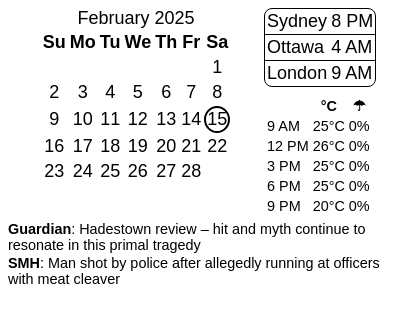 February 2025
Su Mo Tu We Th Fr Sa
1
2 3 4 5 6 7 8
9 10 11 12 13 14 15
16 17 18 19 20 21 22
23 24 25 26 27 28
Sydney 8 PM
Ottawa 4 AM
London 9 AM
°C ☂
9 AM 25°C 0%
12 PM 26°C 0%
3 PM 25°C 0%
6 PM 25°C 0%
9 PM 20°C 0%
Guardian: Hadestown review – hit and myth continue to
resonate in this primal tragedy
SMH: Man shot by police after allegedly running at officers
with meat cleaver